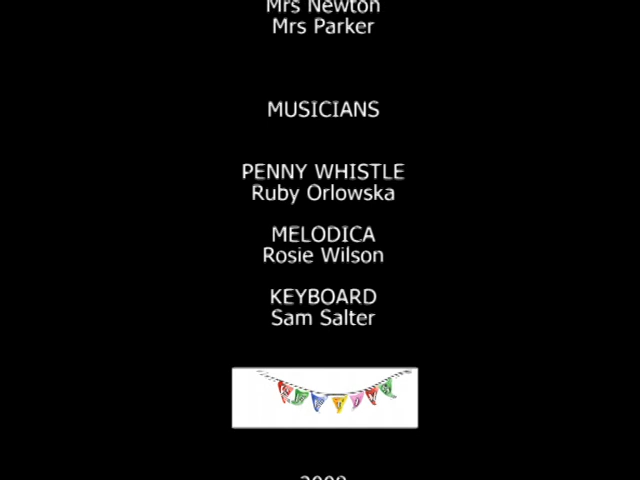 Mrs Newton
Mrs Parker
MUSICIANS
PENNY WHISTLE
Ruby Orlowska
MELODICA
Rosie Wilson
KEYBOARD
Sam Salter